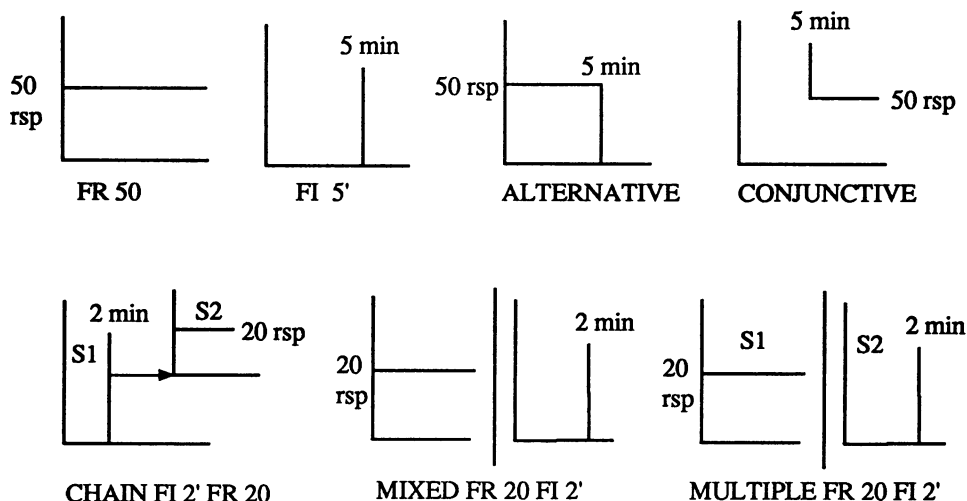 50
rsp
FR 50
5 min
FI 5'
50 rsp
5 min
ALTERNATIVE
5 min
50 rsp
CONJUNCTIVE
S1
2 min
S2
20 rsp
CHAIN FI 2' FR 20
20
rsp
2 min
MIXED FR 20 FI 2'
20
rsp
S1
S2
2 min
MULTIPLE FR 20 FI 2'